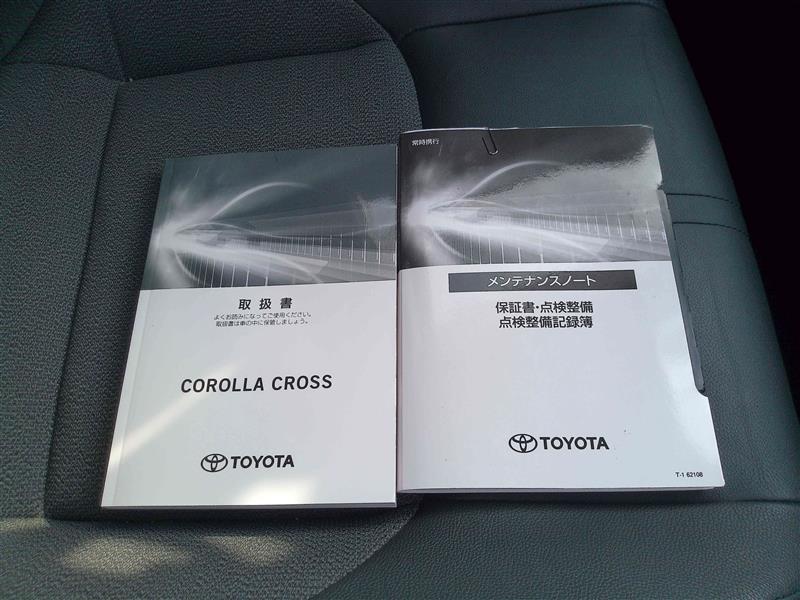 取扱書
よくお読みになってご使用ください。
取扱書は車の中に保管しましょう。
COROLLA CROSS
TOYOTA
常時携行
メンテナンスノート
保証書・点検整備
点検整備記録簿
TOYOTA
T-1 62108